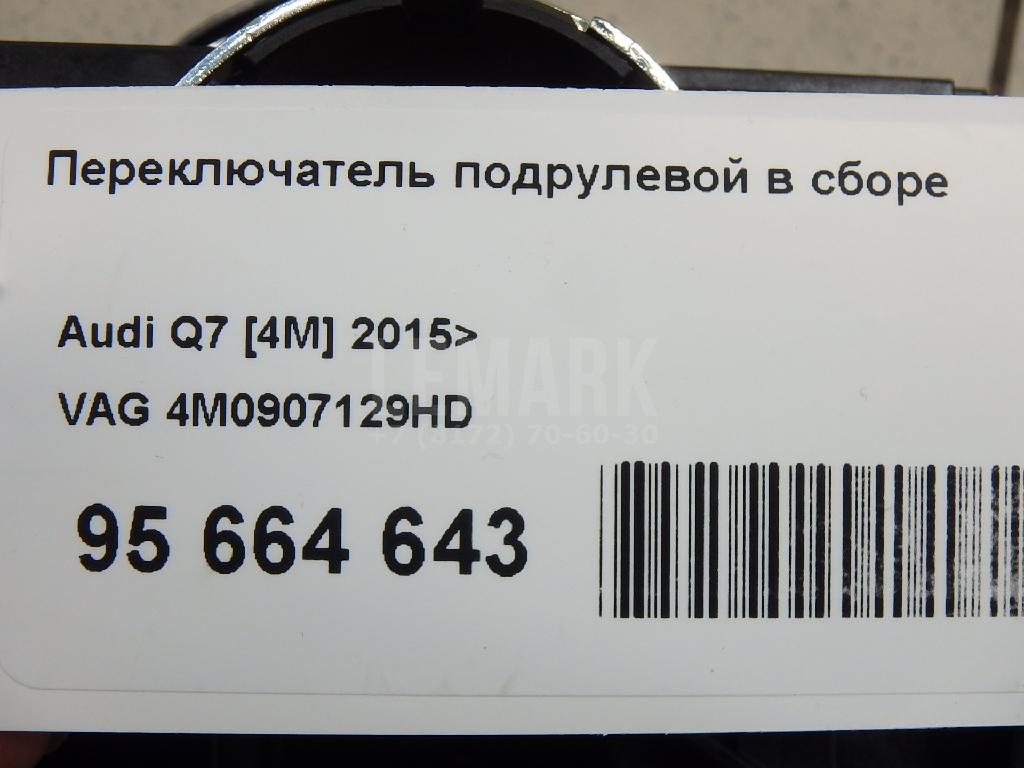 Переключатель подрулевой в сборе
Audi Q7 [4M] 2015>
LEMARK
VAG 4M0907129HD
+7 (8172) 70-60-30
95 664 643